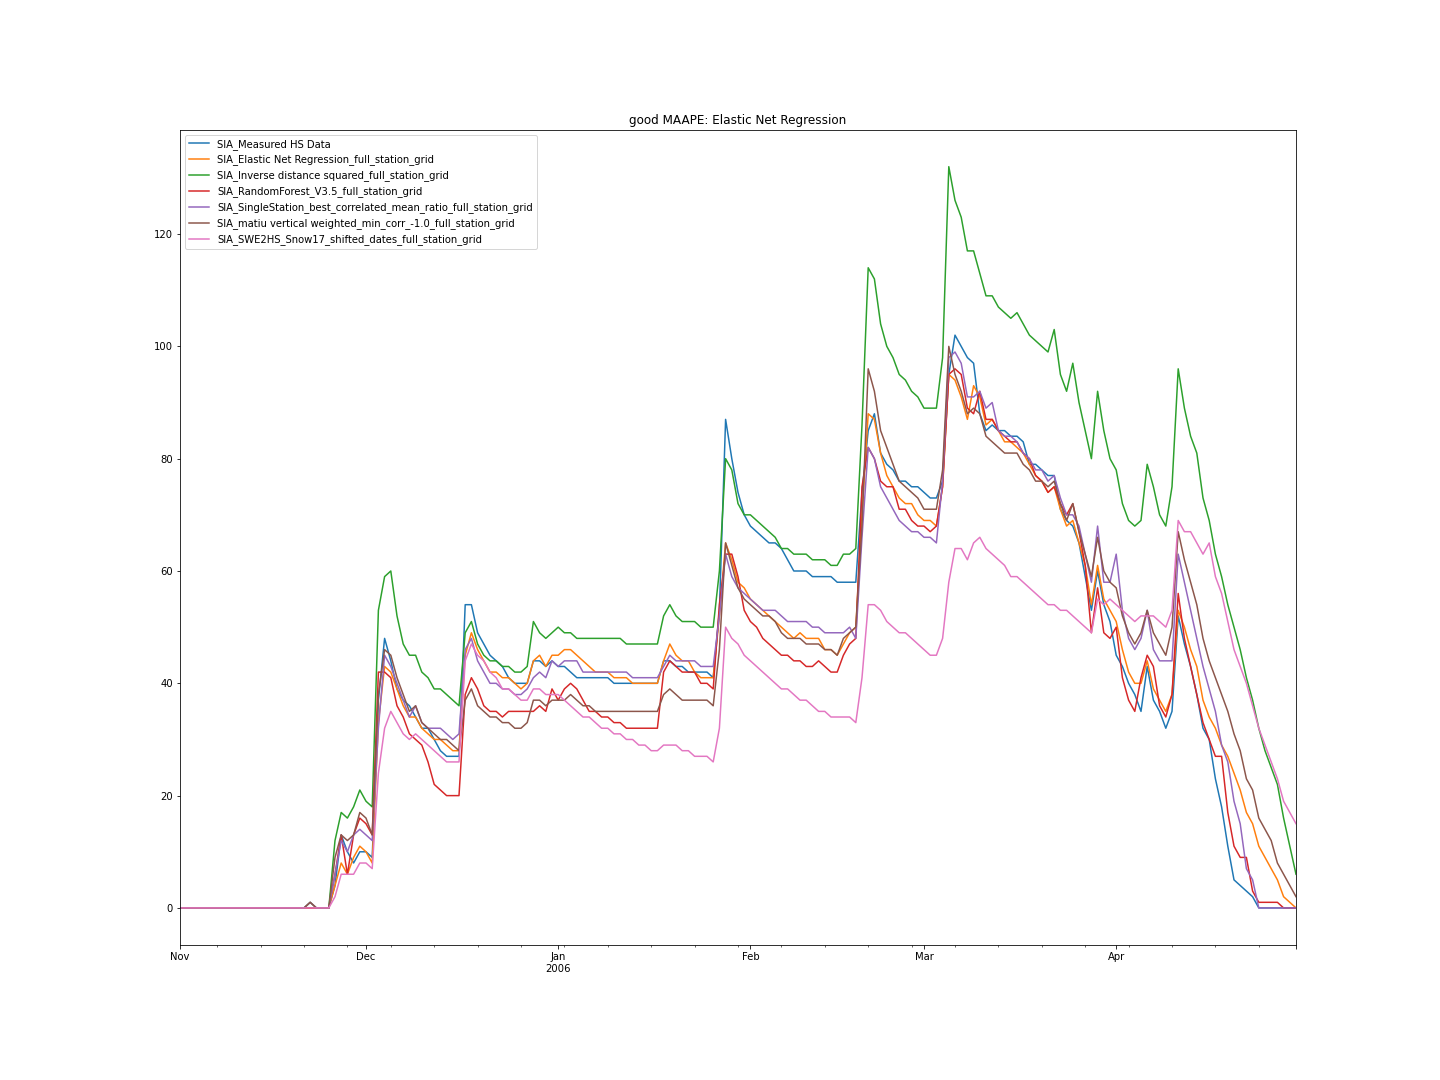 good MAAPE: Elastic Net Regression
SIA_Measured HS Data
SIA_Elastic Net Regression_full_station_grid
SIA_Inverse distance squared_full_station_grid
SIA_RandomForest_V3.5_full_station_grid
SIA_SingleStation_best_correlated_mean_ratio_full_station_grid
SIA_matiu vertical weighted_min_corr_-1.0_full_station_grid
SIA_SWE2HS_Snow17_shifted_dates_full_station_grid
120
100
80
60
40
20
0
Nov Dec Jan Feb Mar Apr
2006